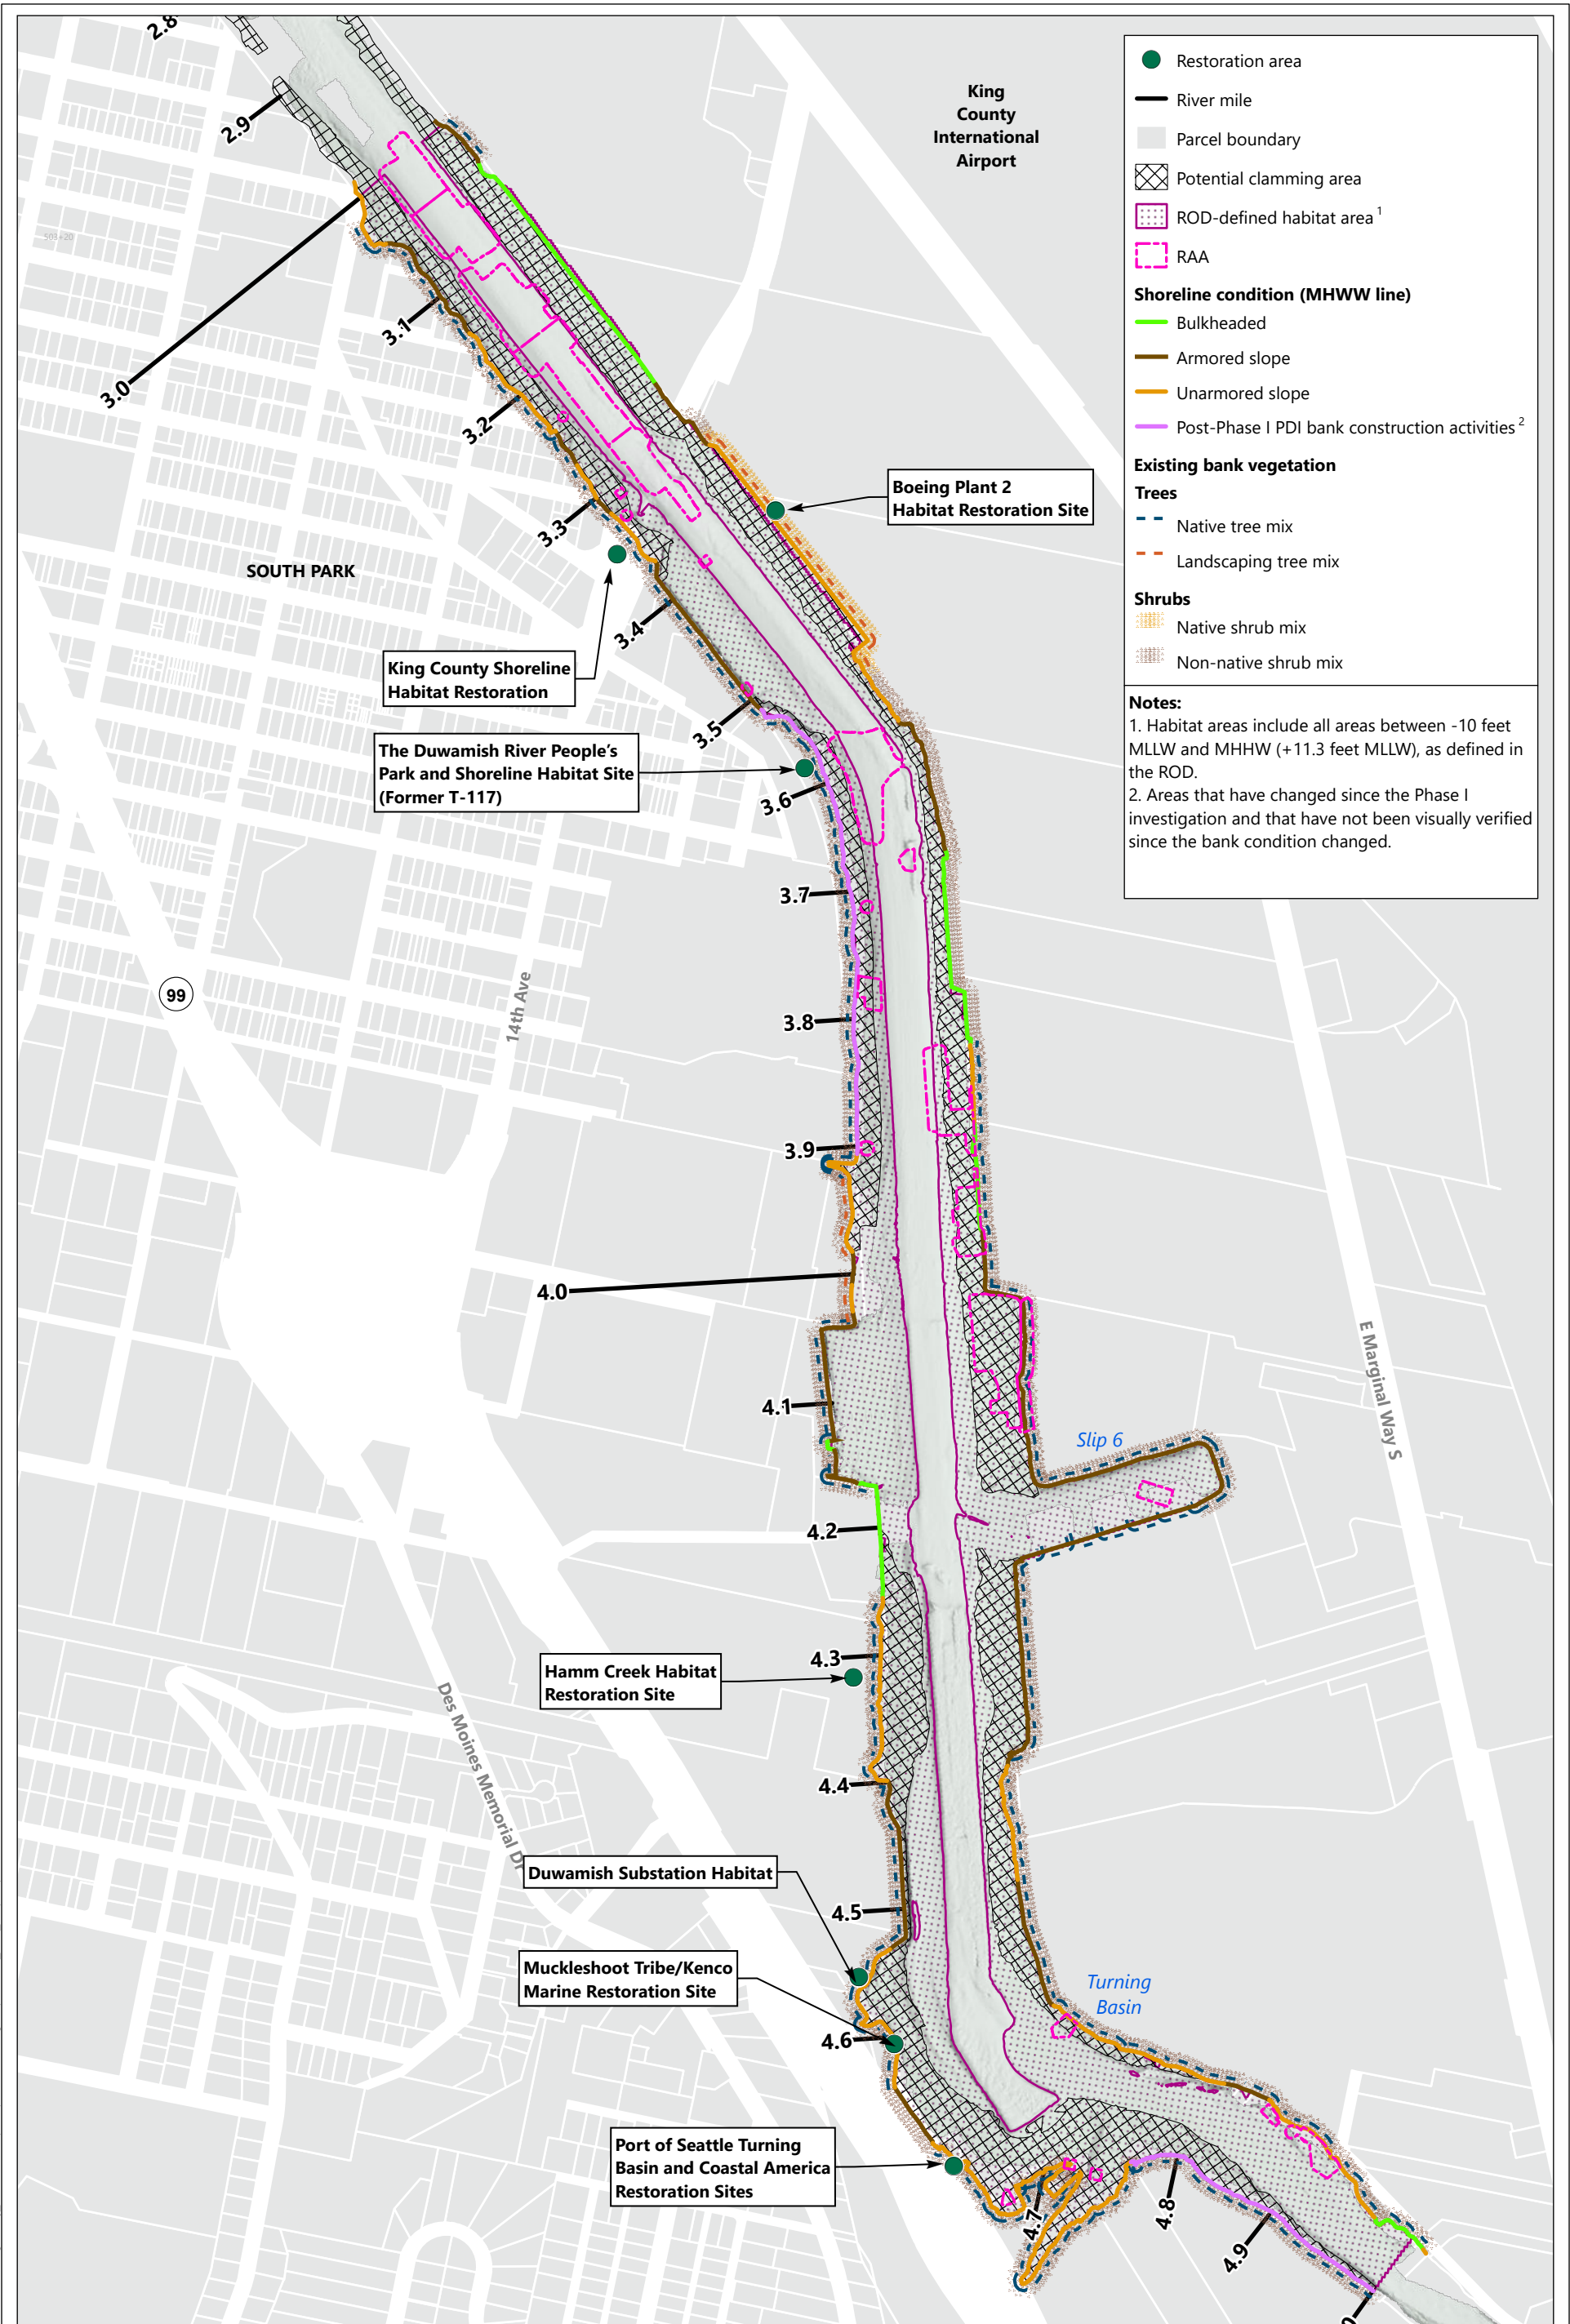 2.8
2.9
3.0
3.1
3.2
3.3
3.4
3.5
3.6
3.7
3.8
3.9
4.0
4.1
4.2
4.3
4.4
4.5
4.6
4.7
4.8
4.9
503+20
King
County
International
Airport
SOUTH PARK
99
14th Ave
Des Moines Memorial Dr
E Marginal Way S
Slip 6
Turning
Basin
Boeing Plant 2
Habitat Restoration Site
King County Shoreline
Habitat Restoration
The Duwamish River People's
Park and Shoreline Habitat Site
(Former T-117)
Hamm Creek Habitat
Restoration Site
Duwamish Substation Habitat
Muckleshoot Tribe/Kenco
Marine Restoration Site
Port of Seattle Turning
Basin and Coastal America
Restoration Sites
Restoration area
River mile
Parcel boundary
Potential clamming area
ROD-defined habitat area 1
RAA
Shoreline condition (MHWW line)
Bulkheaded
Armored slope
Unarmored slope
Post-Phase I PDI bank construction activities 2
Existing bank vegetation
Trees
Native tree mix
Landscaping tree mix
Shrubs
Native shrub mix
Non-native shrub mix
Notes:
1. Habitat areas include all areas between -10 feet
MLLW and MHHW (+11.3 feet MLLW), as defined in
the ROD.
2. Areas that have changed since the Phase I
investigation and that have not been visually verified
since the bank condition changed.